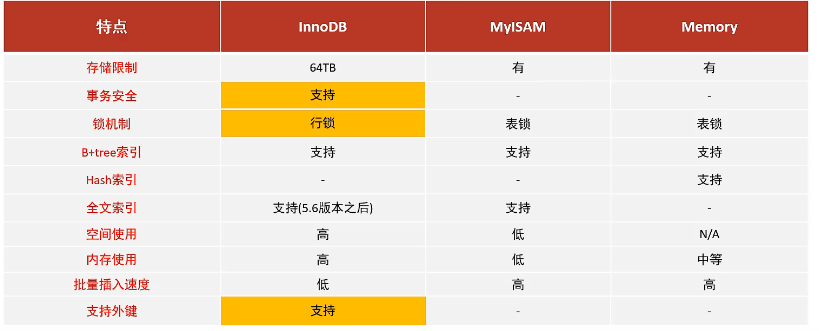 特点 InnoDB MyISAM Memory
存储限制 64TB 有 有
事务安全 支持 - -
锁机制 行锁 表锁 表锁
B+tree索引 支持 支持 支持
Hash索引 - - 支持
全文索引 支持(5.6版本之后) 支持 -
空间使用 高 低 N/A
内存使用 高 低 中等
批量插入速度 低 高 高
支持外键 支持 - -